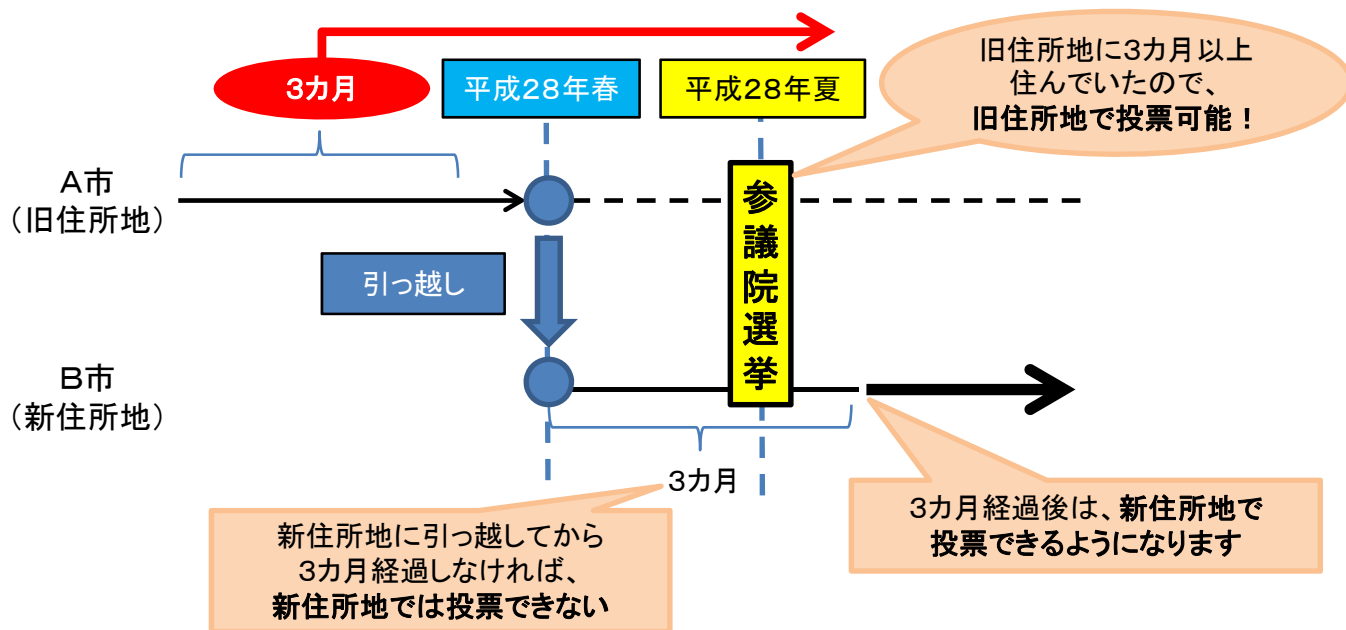 3カ月
平成28年春
平成28年夏
旧住所地に3カ月以上
住んでいたので、
旧住所地で投票可能！
A市
（旧住所地）
参議院選挙
引っ越し
B市
（新住所地）
3カ月
新住所地に引っ越してから
3カ月経過しなければ、
新住所地では投票できない
3カ月経過後は、新住所地で
投票できるようになります